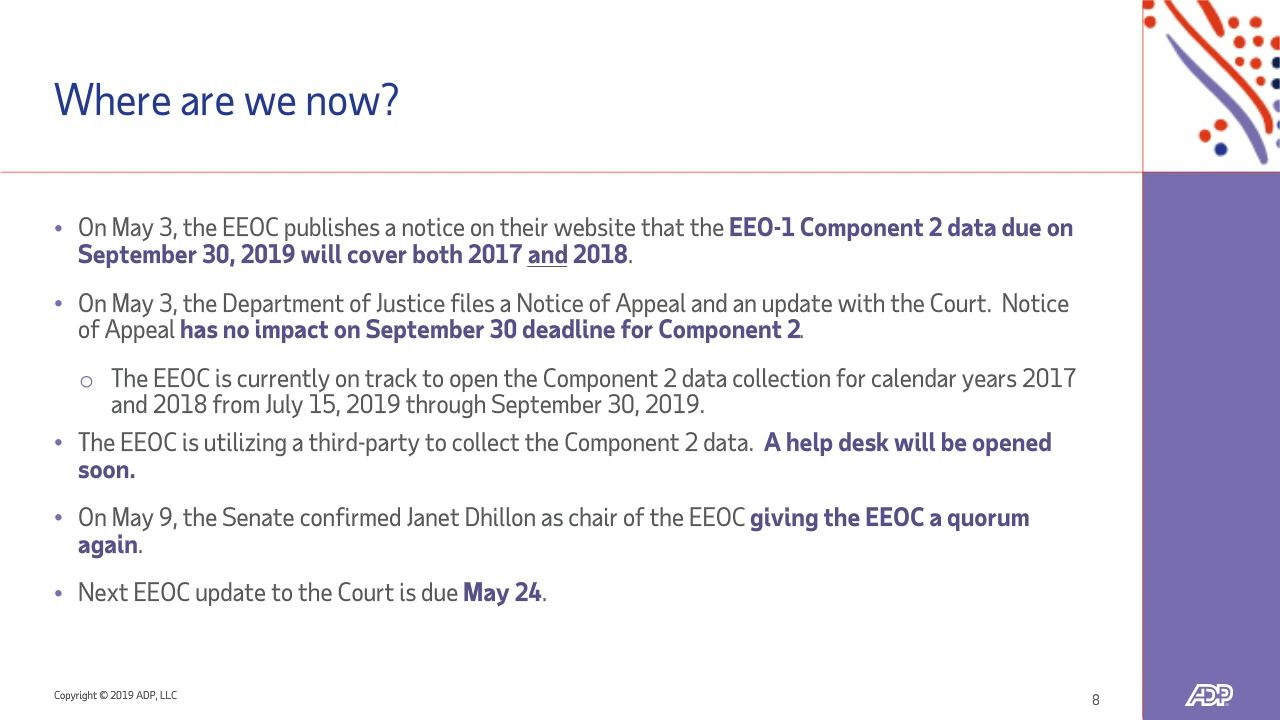 Where are we now?
• On May 3, the EEOC publishes a notice on their website that the EEO-1 Component 2 data due on
September 30, 2019 will cover both 2017 and 2018.
• On May 3, the Department of Justice files a Notice of Appeal and an update with the Court.  Notice
of Appeal has no impact on September 30 deadline for Component 2.
○ The EEOC is currently on track to open the Component 2 data collection for calendar years 2017
and 2018 from July 15, 2019 through September 30, 2019.
• The EEOC is utilizing a third-party to collect the Component 2 data.  A help desk will be opened
soon.
• On May 9, the Senate confirmed Janet Dhillon as chair of the EEOC giving the EEOC a quorum
again.
• Next EEOC update to the Court is due May 24.
Copyright © 2019 ADP, LLC
8
ADP